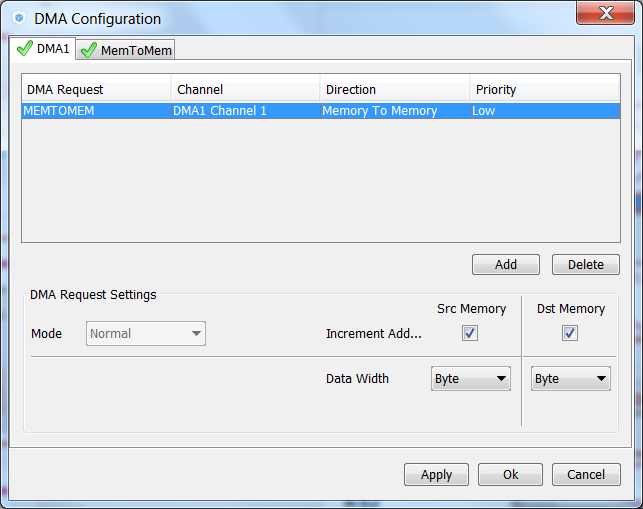 DMA Configuration
DMA1 MemToMem
DMA Request Channel Direction Priority
MEMTOMEM DMA1 Channel 1 Memory To Memory Low
Add Delete
DMA Request Settings
Src Memory Dst Memory
Mode Normal Increment Add...
Data Width Byte Byte
Apply Ok Cancel